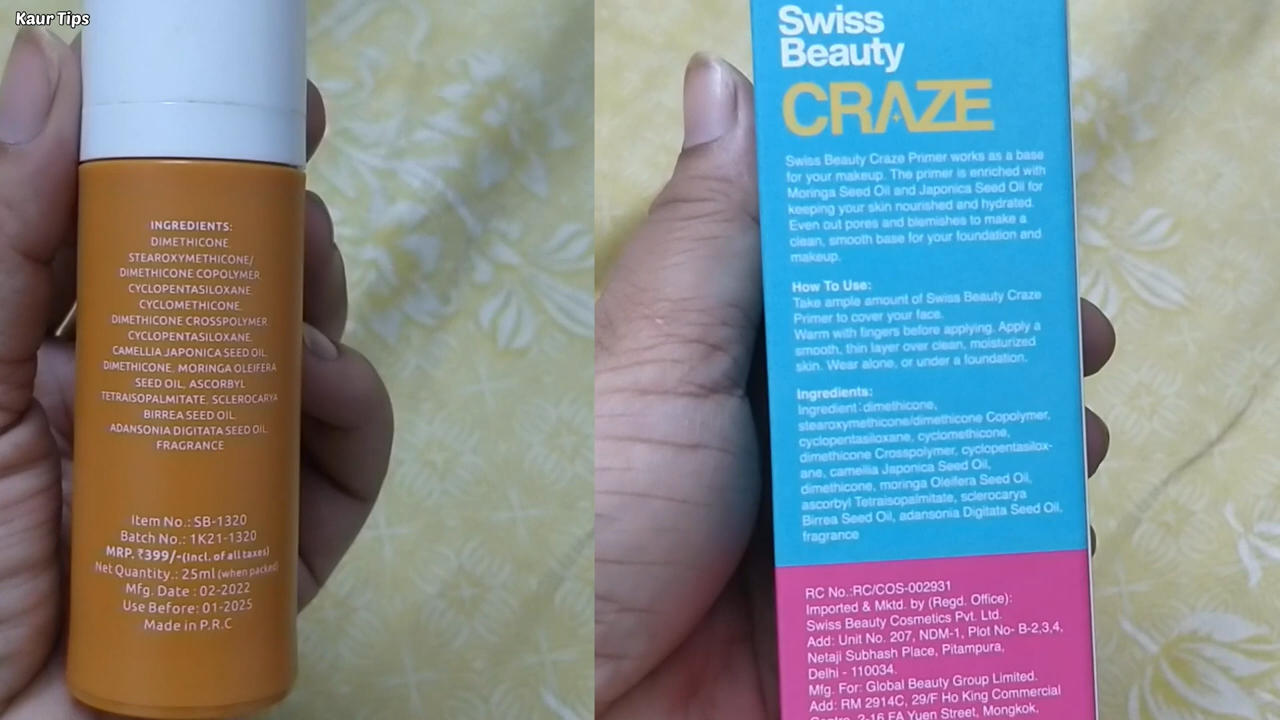 Kaur Tips
INGREDIENTS:
DIMETHICONE,
STEAROXYMETHICONE/
DIMETHICONE COPOLYMER,
CYCLOPENTASILOXANE,
CYCLOMETHICONE,
DIMETHICONE CROSSPOLYMER,
CYCLOPENTASILOXANE,
CAMELLIA JAPONICA SEED OIL,
DIMETHICONE, MORINGA OLEIFERA
SEED OIL, ASCORBYL
TETRAISOPALMITATE, SCLEROCARYA
BIRREA SEED OIL,
ADANSONIA DIGITATA SEED OIL,
FRAGRANCE
Item No.: SB-1320
Batch No.: 1K21-1320
MRP. ₹399/-(Incl. of all taxes)
Net Quantity.: 25ml (when packed)
Mfg. Date : 02-2022
Use Before: 01-2025
Made in P.R.C
Swiss
Beauty
CRAZE
Swiss Beauty Craze Primer works as a base
for your makeup. The primer is enriched with
Moringa Seed Oil and Japonica Seed Oil for
keeping your skin nourished and hydrated.
Even out pores and blemishes to make a
clean, smooth base for your foundation and
makeup.
How To Use:
Take ample amount of Swiss Beauty Craze
Primer to cover your face.
Warm with fingers before applying. Apply a
smooth, thin layer over clean, moisturized
skin. Wear alone, or under a foundation.
Ingredients:
Ingredient:dimethicone,
stearoxymethicone/dimethicone Copolymer,
cyclopentasiloxane, cyclomethicone,
dimethicone Crosspolymer, cyclopentasilox-
ane, camellia Japonica Seed Oil,
dimethicone, moringa Oleifera Seed Oil,
ascorbyl Tetraisopalmitate, sclerocarya
Birrea Seed Oil, adansonia Digitata Seed Oil,
fragrance
RC No.:RC/COS-002931
Imported & Mktd. by (Regd. Office):
Swiss Beauty Cosmetics Pvt. Ltd.
Add: Unit No. 207, NDM-1, Plot No- B-2,3,4,
Netaji Subhash Place, Pitampura,
Delhi - 110034.
Mfg. For: Global Beauty Group Limited.
Add: RM 2914C, 29/F Ho King Commercial
Centre, 2-16 FA Yuen Street, Mongkok,